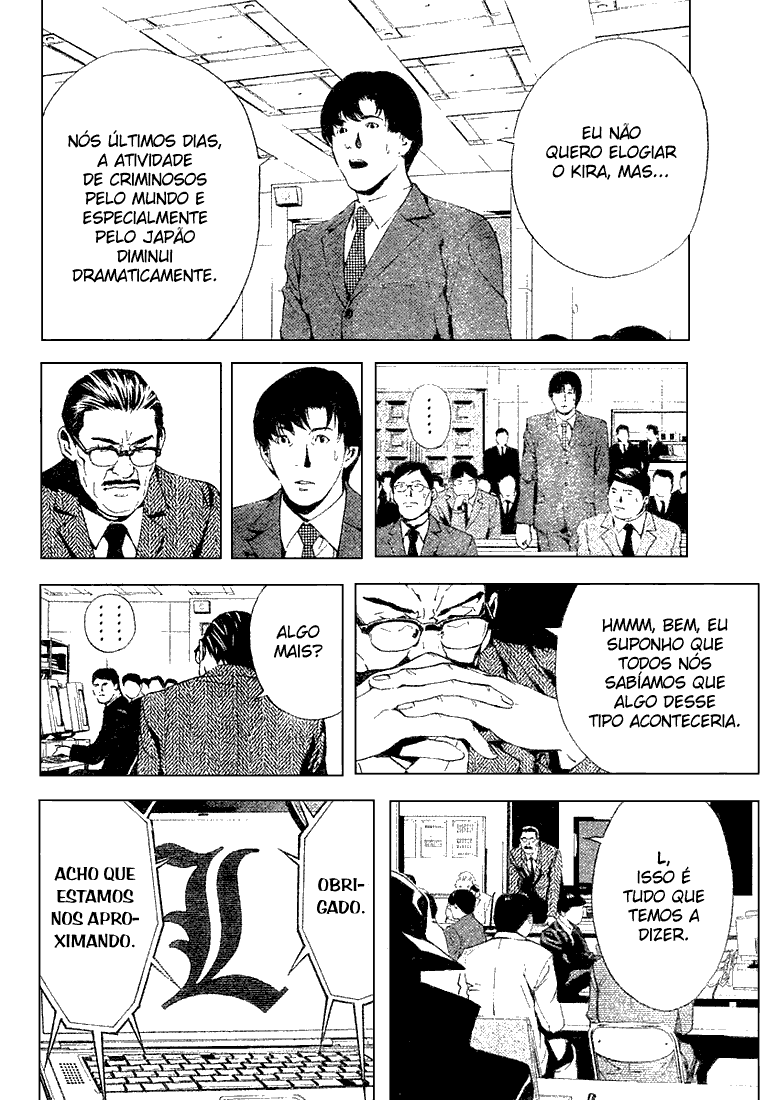 EU NÃO
QUERO ELOGIAR
O KIRA, MAS...
NÓS ÚLTIMOS DIAS,
A ATIVIDADE
DE CRIMINOSOS
PELO MUNDO E
ESPECIALMENTE
PELO JAPÃO
DIMINUI
DRAMATICAMENTE.
HMMM, BEM, EU
SUPONHO QUE
TODOS NÓS
SABÍAMOS QUE
ALGO DESSE
TIPO ACONTECERIA.
ALGO
MAIS?
L,
ISSO É
TUDO QUE
TEMOS A
DIZER.
L
OBRI-
GADO.
ACHO QUE
ESTAMOS
NOS APRO-
XIMANDO.